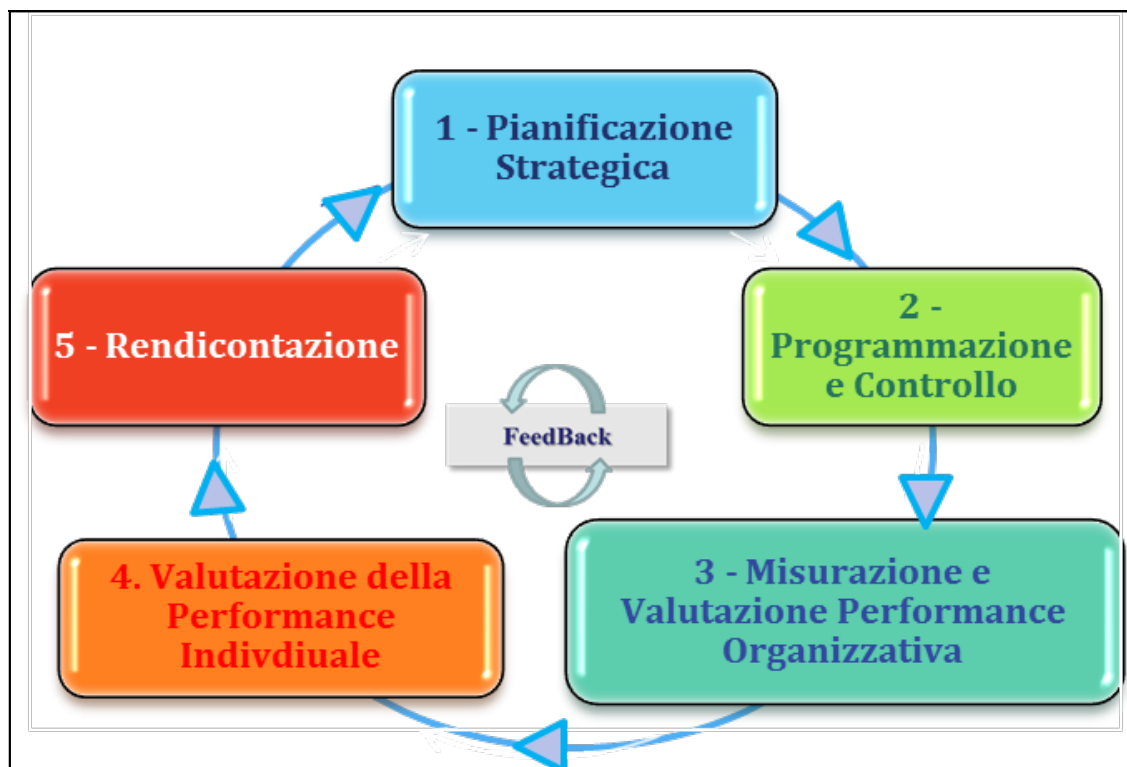 1 - Pianificazione
Strategica
2 -
Programmazione
e Controllo
3 - Misurazione e
Valutazione Performance
Organizzativa
4. Valutazione della
Performance
Indivdiuale
5 - Rendicontazione
FeedBack